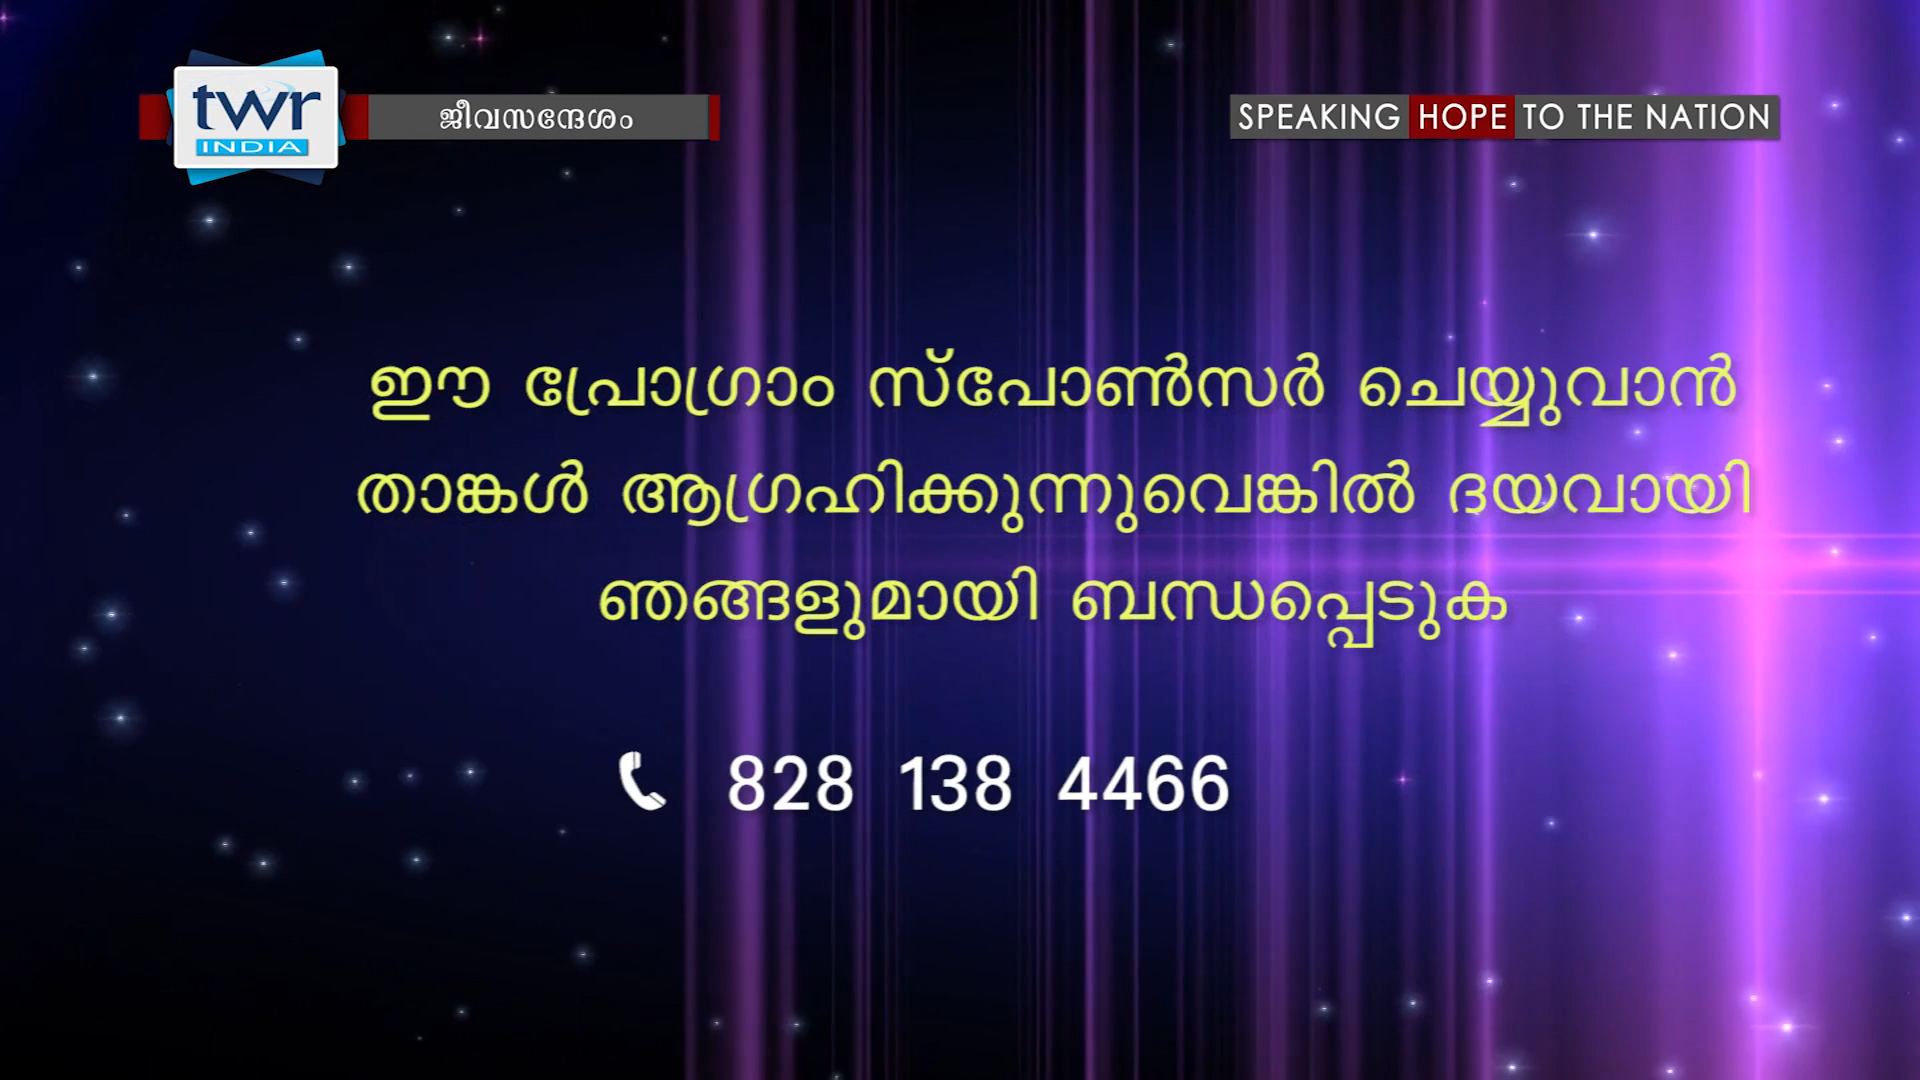 twr
INDIA
ജീവസന്ദേശം
SPEAKING HOPE TO THE NATION
ഈ പ്രോഗ്രാം സ്പോൺസർ ചെയ്യുവാൻ
താങ്കൾ ആഗ്രഹിക്കുന്നുവെങ്കിൽ ദയവായി
ഞങ്ങളുമായി ബന്ധപ്പെടുക
828 138 4466